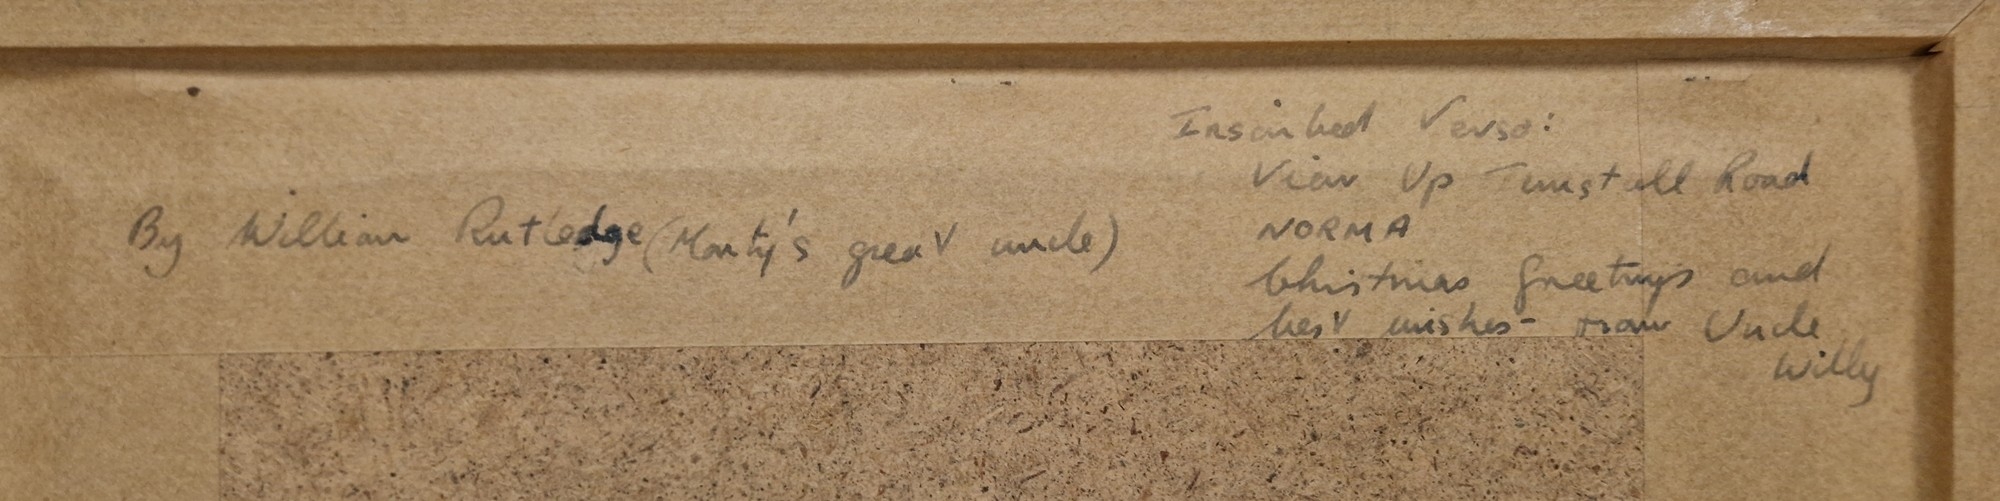 By William Rutledge (Monty's great uncle)
Inscribed Verso:
View Up Tunstall Road
NORMA
Christmas Greetings and
best wishes - from Uncle
Willy